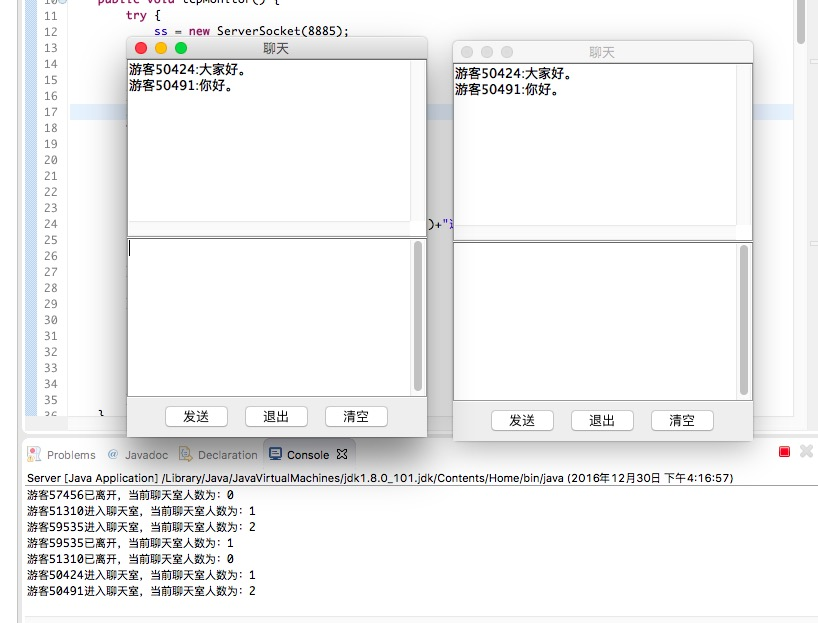 10 public void tcpMonitor() {
11 try {
12 ss = new ServerSocket(8885);
13
14
15
16
17
18
19
20
21
22
23
24 )+"
25
26
27
28
29
30
31
32
33
34
35
36 }
聊天
游客50424:大家好。
游客50491:你好。
发送 退出 清空
聊天
游客50424:大家好。
游客50491:你好。
发送 退出 清空
Problems @ Javadoc Declaration Console
Server [Java Application] /Library/Java/JavaVirtualMachines/jdk1.8.0_101.jdk/Contents/Home/bin/java (2016年12月30日 下午4:16:57)
游客57456已离开，当前聊天室人数为：0
游客51310进入聊天室，当前聊天室人数为：1
游客59535进入聊天室，当前聊天室人数为：2
游客59535已离开，当前聊天室人数为：1
游客51310已离开，当前聊天室人数为：0
游客50424进入聊天室，当前聊天室人数为：1
游客50491进入聊天室，当前聊天室人数为：2